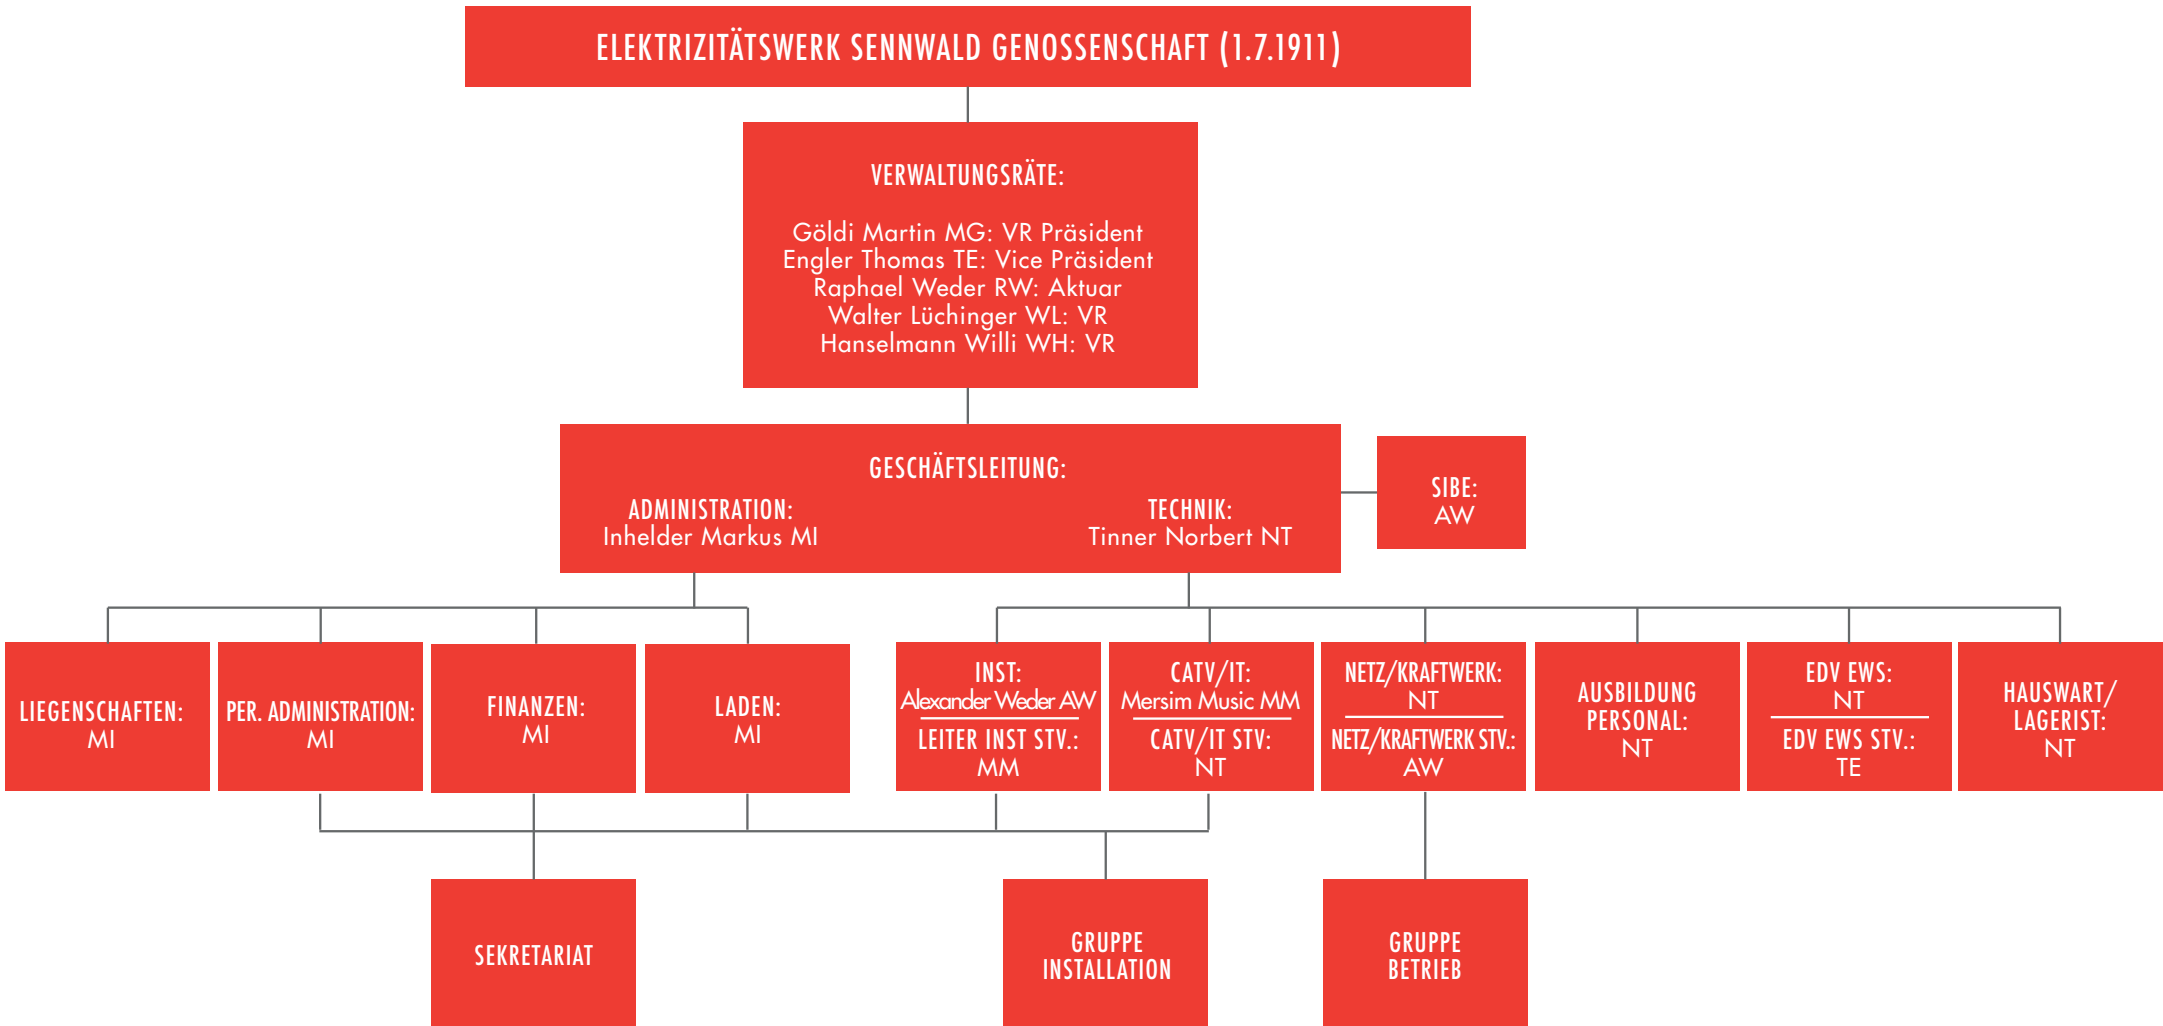 ELEKTRIZITÄTSWERK SENNWALD GENOSSENSCHAFT (1.7.1911)
VERWALTUNGSRÄTE:
Göldi Martin MG: VR Präsident
Engler Thomas TE: Vice Präsident
Raphael Weder RW: Aktuar
Walter Lüchinger WL: VR
Hanselmann Willi WH: VR
GESCHÄFTSLEITUNG:
ADMINISTRATION:
Inhelder Markus MI
TECHNIK:
Tinner Norbert NT
SIBE:
AW
LIEGENSCHAFTEN:
MI
PER. ADMINISTRATION:
MI
FINANZEN:
MI
LADEN:
MI
INST:
Alexander Weder AW
LEITER INST STV.:
MM
CATV/IT:
Mersim Music MM
CATV/IT STV:
NT
NETZ/KRAFTWERK:
NT
NETZ/KRAFTWERK STV.:
AW
AUSBILDUNG
PERSONAL:
NT
EDV EWS:
NT
EDV EWS STV.:
TE
HAUSWART/
LAGERIST:
NT
SEKRETARIAT
GRUPPE
INSTALLATION
GRUPPE
BETRIEB